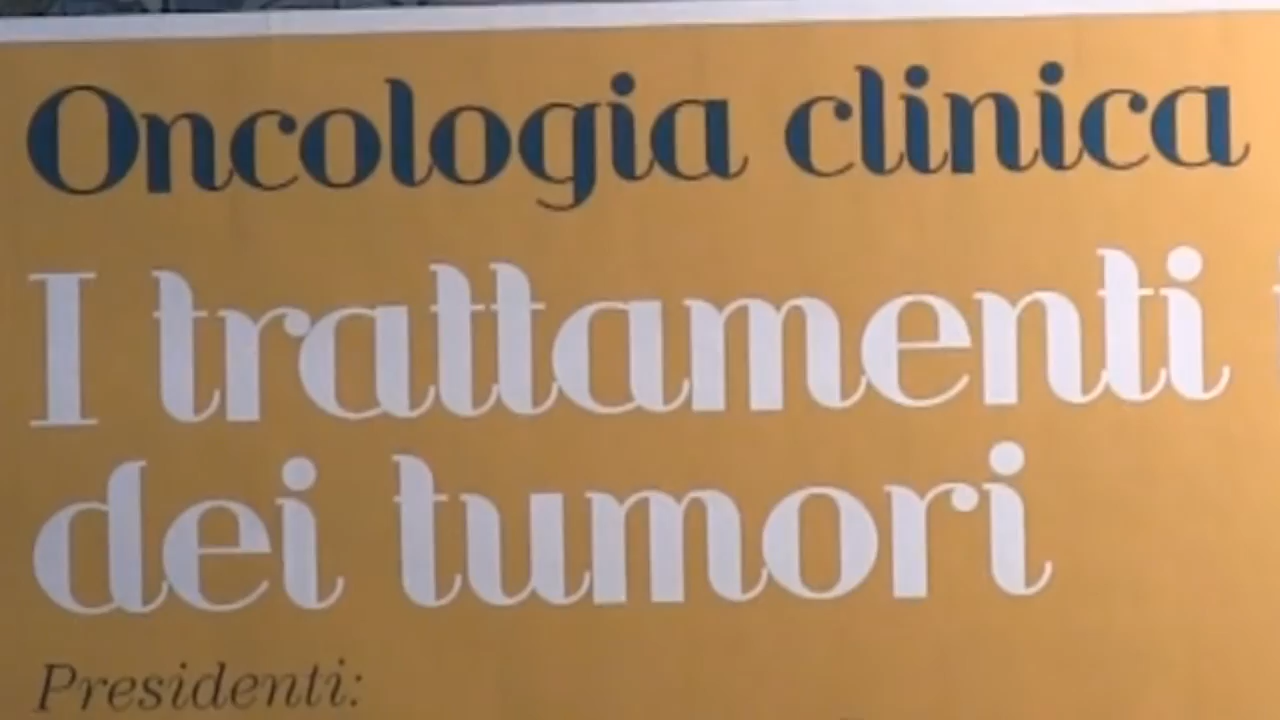 Oncologia clinica
I trattamenti
dei tumori
Presidenti: